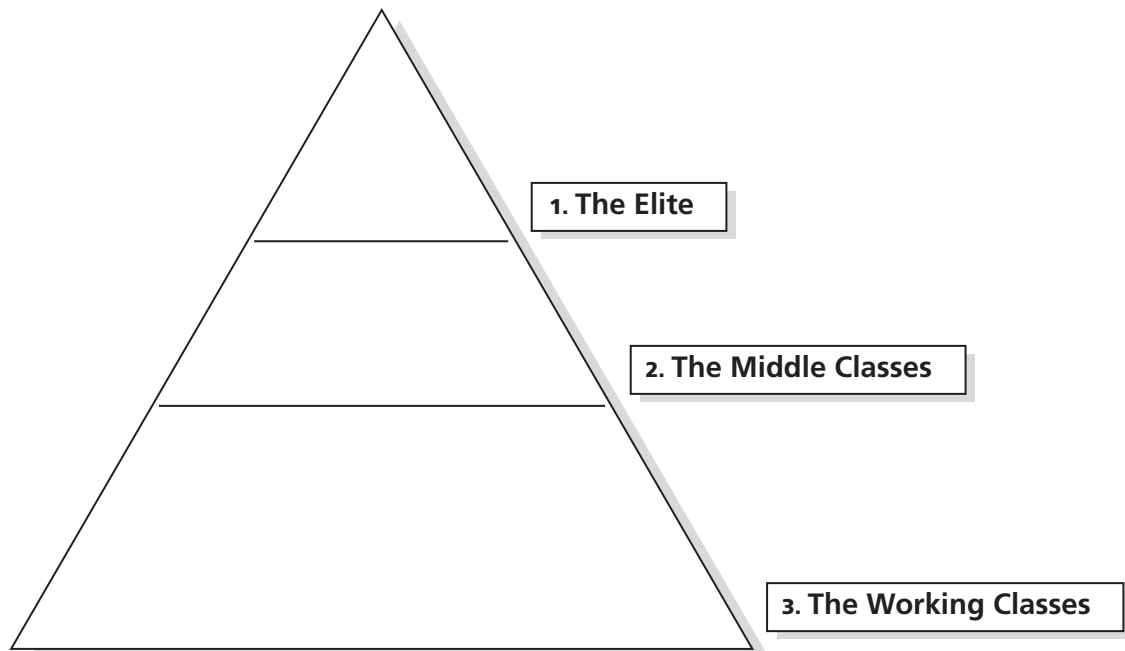 1. The Elite
2. The Middle Classes
3. The Working Classes